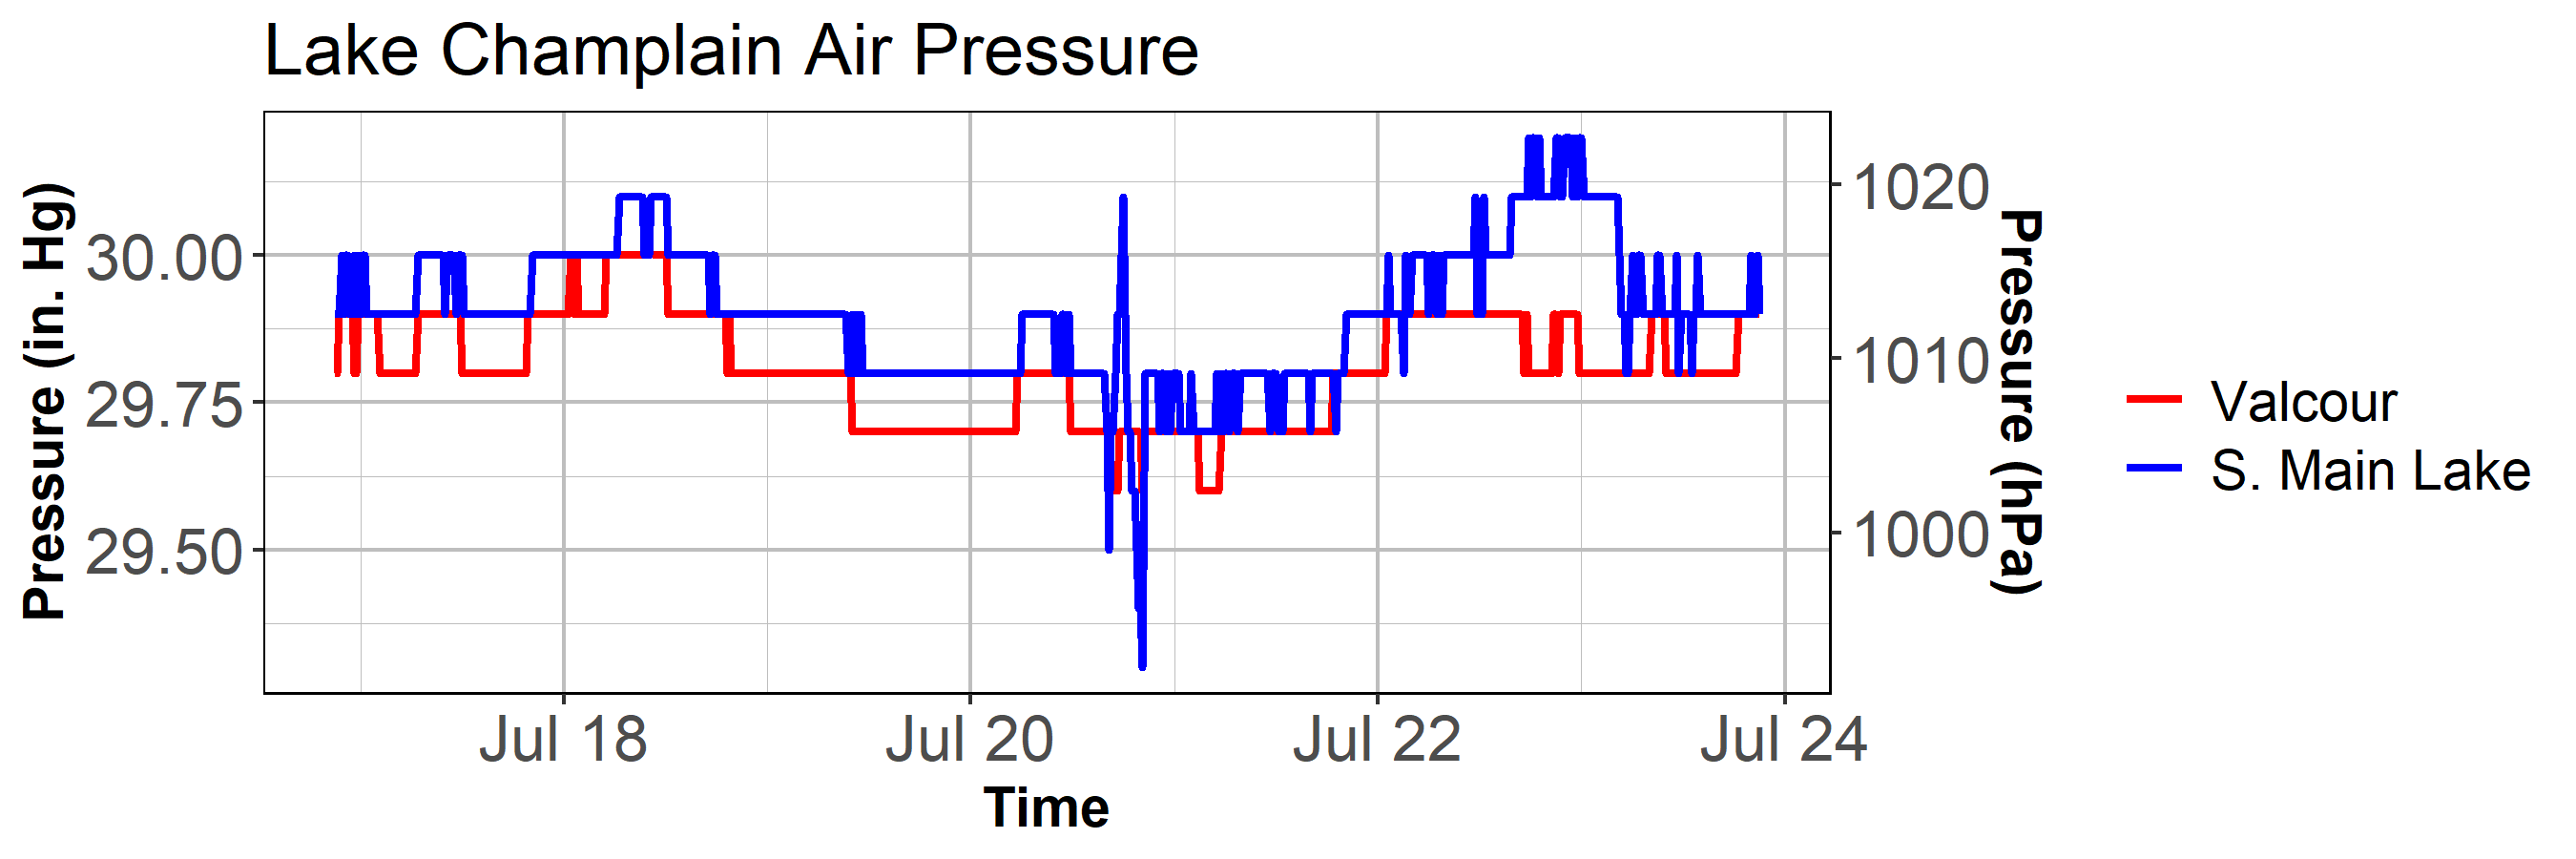 Lake Champlain Air Pressure
Pressure (in. Hg)
30.00
29.75
29.50
1020
1010
1000
Pressure (hPa)
Jul 18
Jul 20
Jul 22
Jul 24
Time
Valcour
S. Main Lake